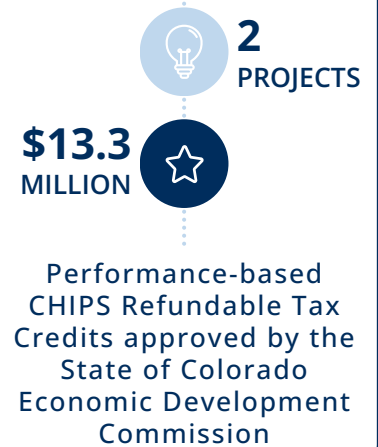 2
PROJECTS
$13.3
MILLION
Performance-based
CHIPS Refundable Tax
Credits approved by the
State of Colorado
Economic Development
Commission